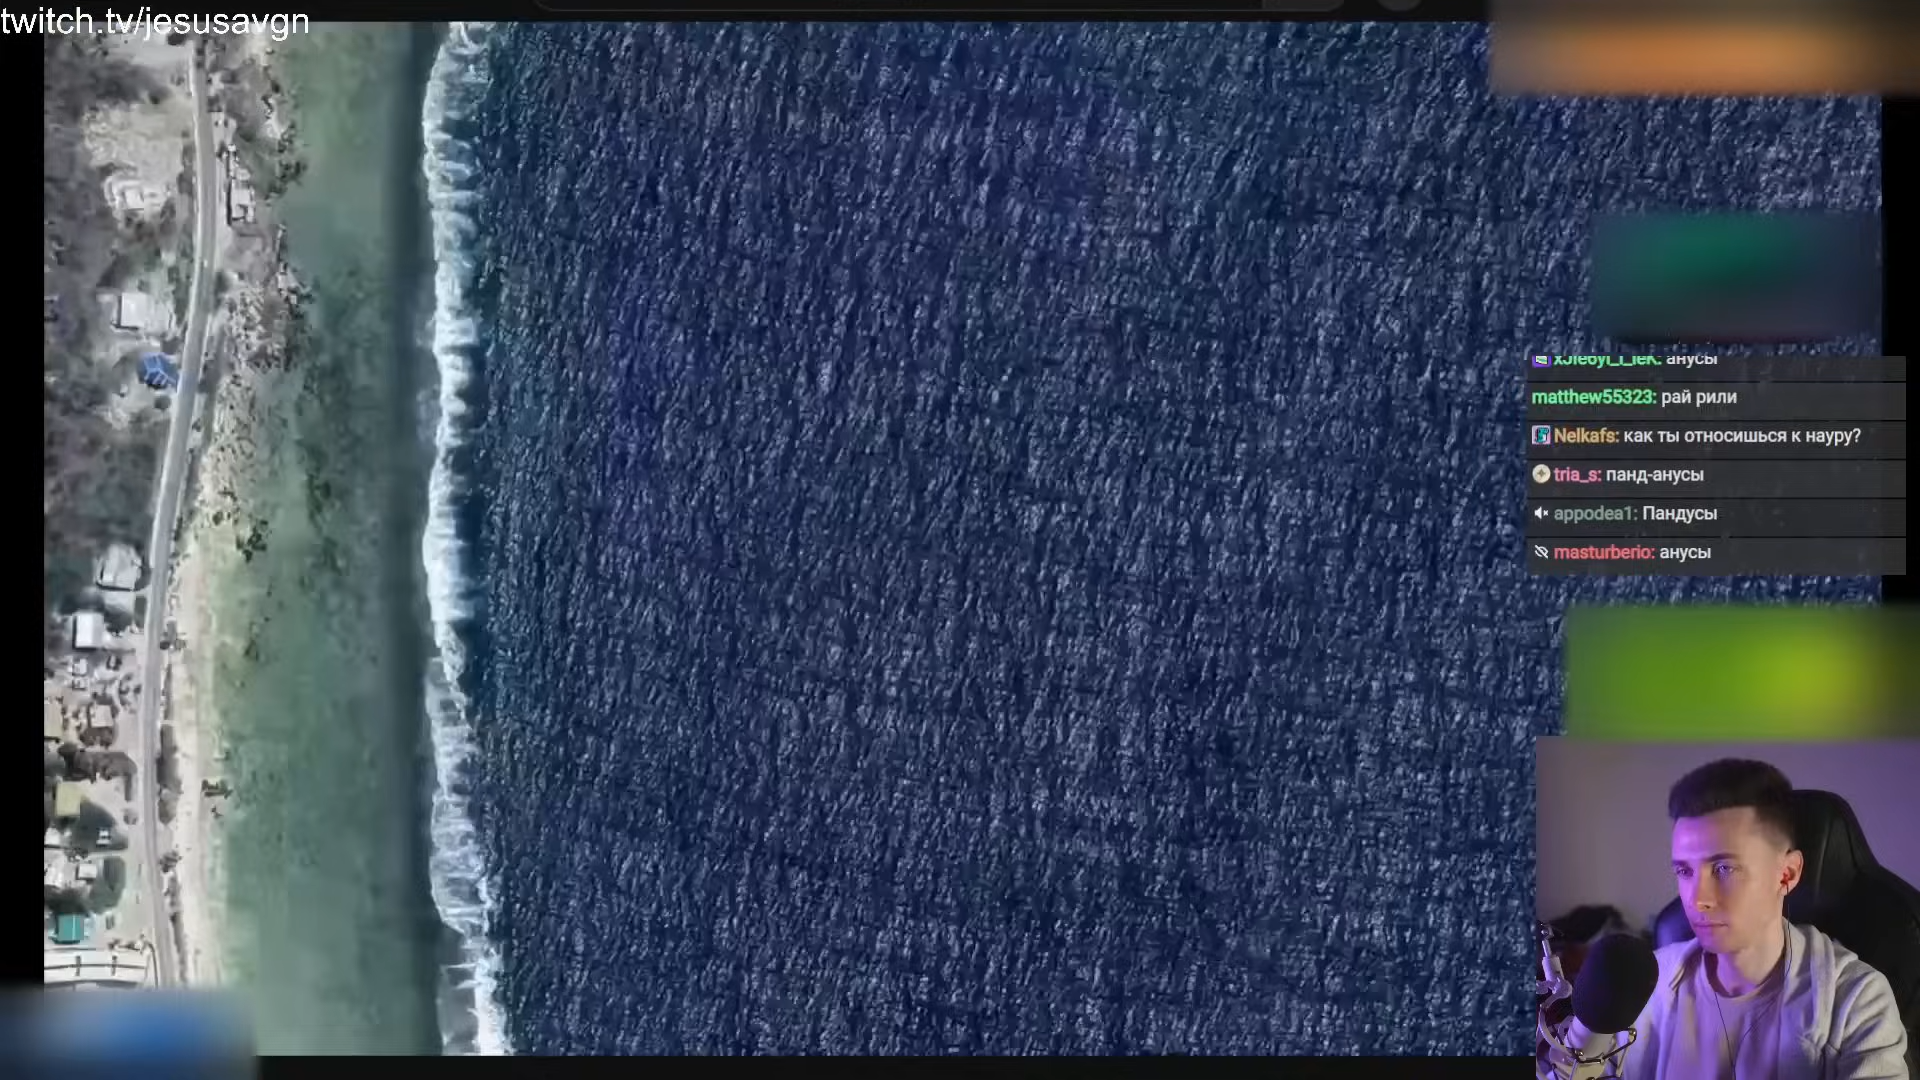 twitch.tv/jesusavgn
анусы
matthew55323: рай рили
Nelkafs: как ты относишься к науру?
tria_s: панд-анусы
appodea1: Пандусы
masturberio: анусы